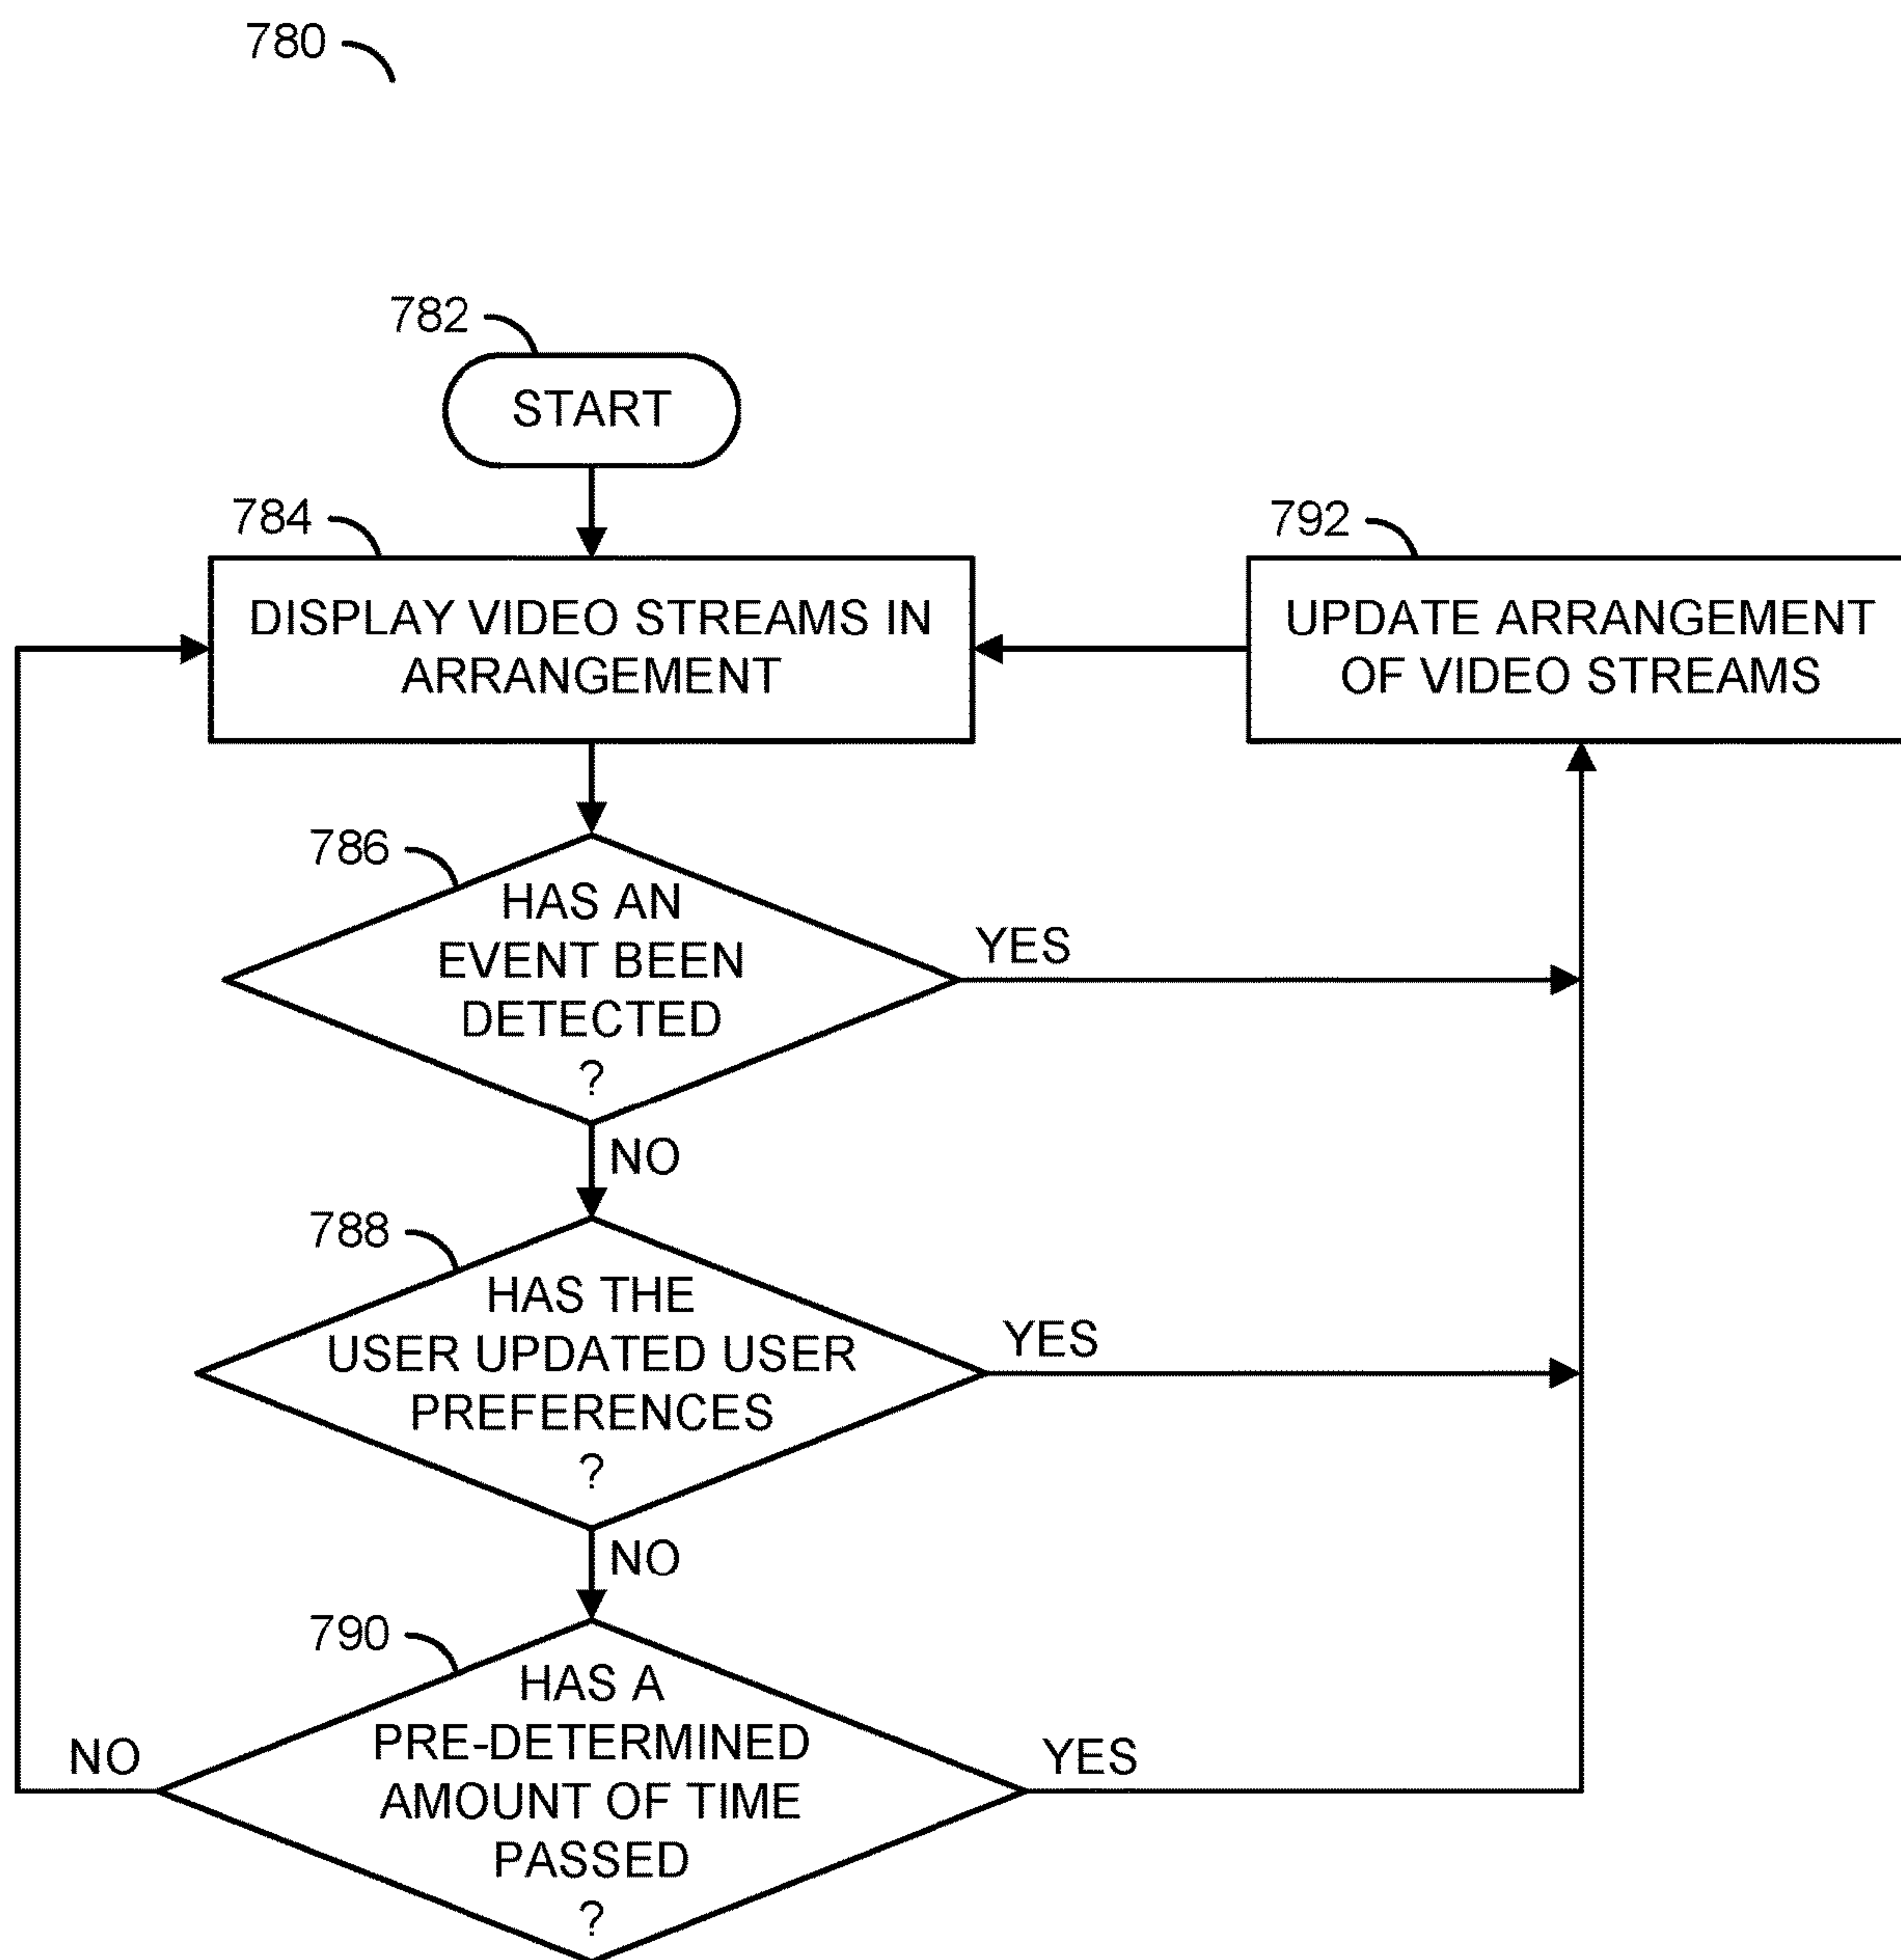 780
782
START
784
DISPLAY VIDEO STREAMS IN
ARRANGEMENT
792
UPDATE ARRANGEMENT
OF VIDEO STREAMS
786
HAS AN
EVENT BEEN
DETECTED
?
YES
NO
788
HAS THE
USER UPDATED USER
PREFERENCES
?
YES
NO
790
HAS A
PRE-DETERMINED
AMOUNT OF TIME
PASSED
?
NO
YES